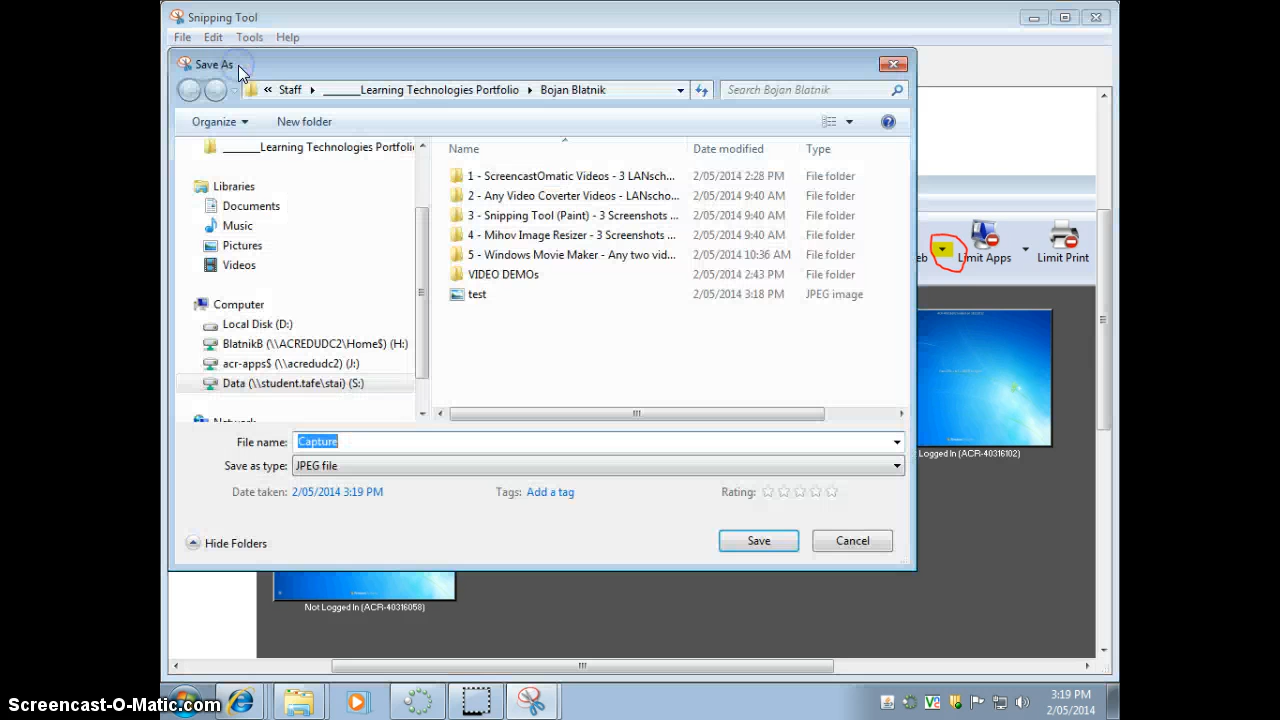 Snipping Tool
File Edit Tools Help
Save As
« Staff ▸ _______Learning Technologies Portfolio ▸ Bojan Blatnik
Search Bojan Blatnik
Organize New folder
_______Learning Technologies Portfoli
Libraries
Documents
Music
Pictures
Videos
Computer
Local Disk (D:)
BlatnikB (\\ACREDUDC2\Home$) (H:)
acr-apps$ (\\acredudc2) (J:)
Data (\\student.tafe\stai) (S:)
Network
Name Date modified Type
1 - ScreencastOmatic Videos - 3 LANsch... 2/05/2014 2:28 PM File folder
2 - Any Video Coverter Videos - LANscho... 2/05/2014 9:40 AM File folder
3 - Snipping Tool (Paint) - 3 Screenshots ... 2/05/2014 9:40 AM File folder
4 - Mihov Image Resizer - 3 Screenshots ... 2/05/2014 9:40 AM File folder
5 - Windows Movie Maker - Any two vid... 2/05/2014 10:36 AM File folder
VIDEO DEMOs 2/05/2014 2:43 PM File folder
test 2/05/2014 3:18 PM JPEG image
File name: Capture
Save as type: JPEG file
Date taken: 2/05/2014 3:19 PM Tags: Add a tag Rating:
Hide Folders Save Cancel
eb Limit Apps Limit Print
Logged In (ACR-40316102)
Not Logged In (ACR-40316058)
Screencast-O-Matic.com
3:19 PM
2/05/2014